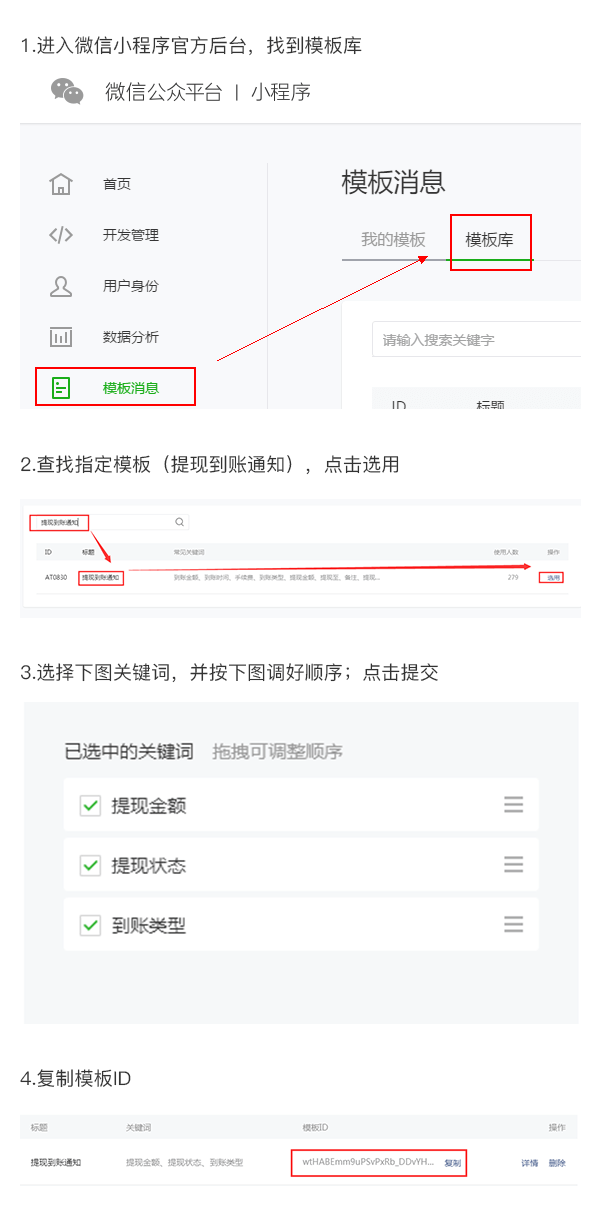 1.进入微信小程序官方后台，找到模板库
微信公众平台 | 小程序
首页
开发管理
用户身份
数据分析
模板消息
模板消息
我的模板 模板库
请输入搜索关键字
ID 标题
2.查找指定模板（提现到账通知），点击选用
提现到账通知
ID 标题 常见关键词 使用人数 操作
AT0830 提现到账通知 到账金额、到账时间、手续费、到账类型、提现金额、提现至、备注、提现... 279 选用
3.选择下图关键词，并按下图调好顺序；点击提交
已选中的关键词 拖拽可调整顺序
提现金额
提现状态
到账类型
4.复制模板ID
标题 关键词 模板ID 操作
提现到账通知 提现金额、提现状态、到账类型 wtHABEmm9uPSvPxRb_DDvYH... 复制 详情 删除